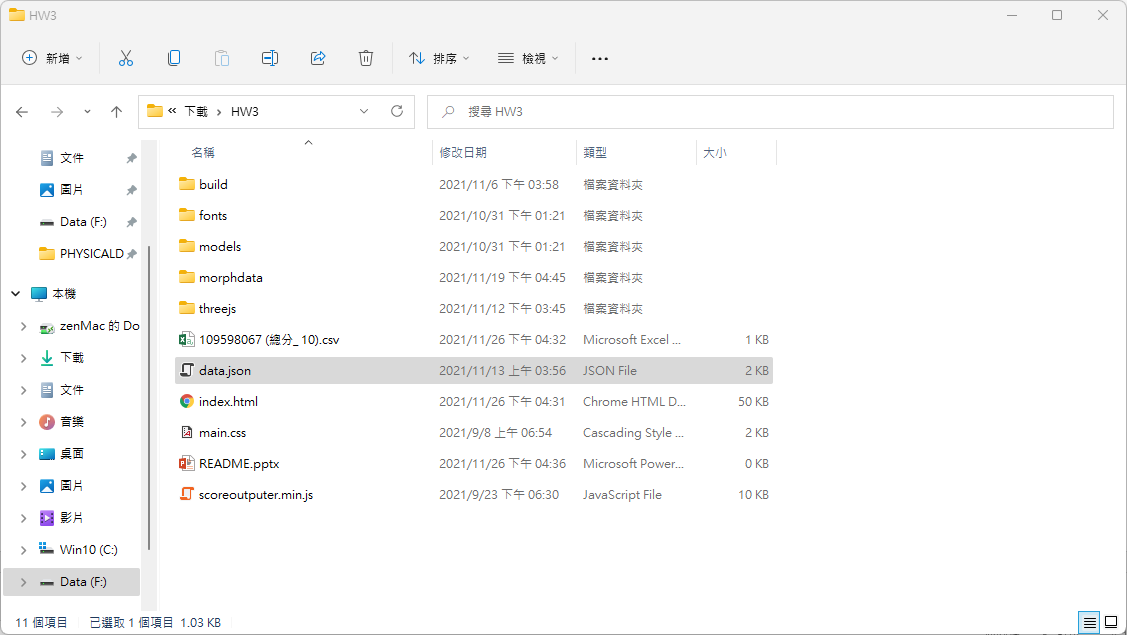 HW3
新增
排序
檢視
« 下載 › HW3
搜尋 HW3
名稱 修改日期 類型 大小
文件
圖片
Data (F:)
PHYSICALD
本機
zenMac 的 Do
下載
文件
音樂
桌面
圖片
影片
Win10 (C:)
Data (F:)
build 2021/11/6 下午 03:58 檔案資料夾
fonts 2021/10/31 下午 01:21 檔案資料夾
models 2021/10/31 下午 01:21 檔案資料夾
morphdata 2021/11/19 下午 04:45 檔案資料夾
threejs 2021/11/12 下午 03:45 檔案資料夾
109598067 (總分_ 10).csv 2021/11/26 下午 04:32 Microsoft Excel ... 1 KB
data.json 2021/11/13 上午 03:56 JSON File 2 KB
index.html 2021/11/26 下午 04:31 Chrome HTML D... 50 KB
main.css 2021/9/8 上午 06:54 Cascading Style ... 2 KB
README.pptx 2021/11/26 下午 04:36 Microsoft Power... 0 KB
scoreoutputer.min.js 2021/9/23 下午 06:30 JavaScript File 10 KB
11 個項目 已選取 1 個項目 1.03 KB